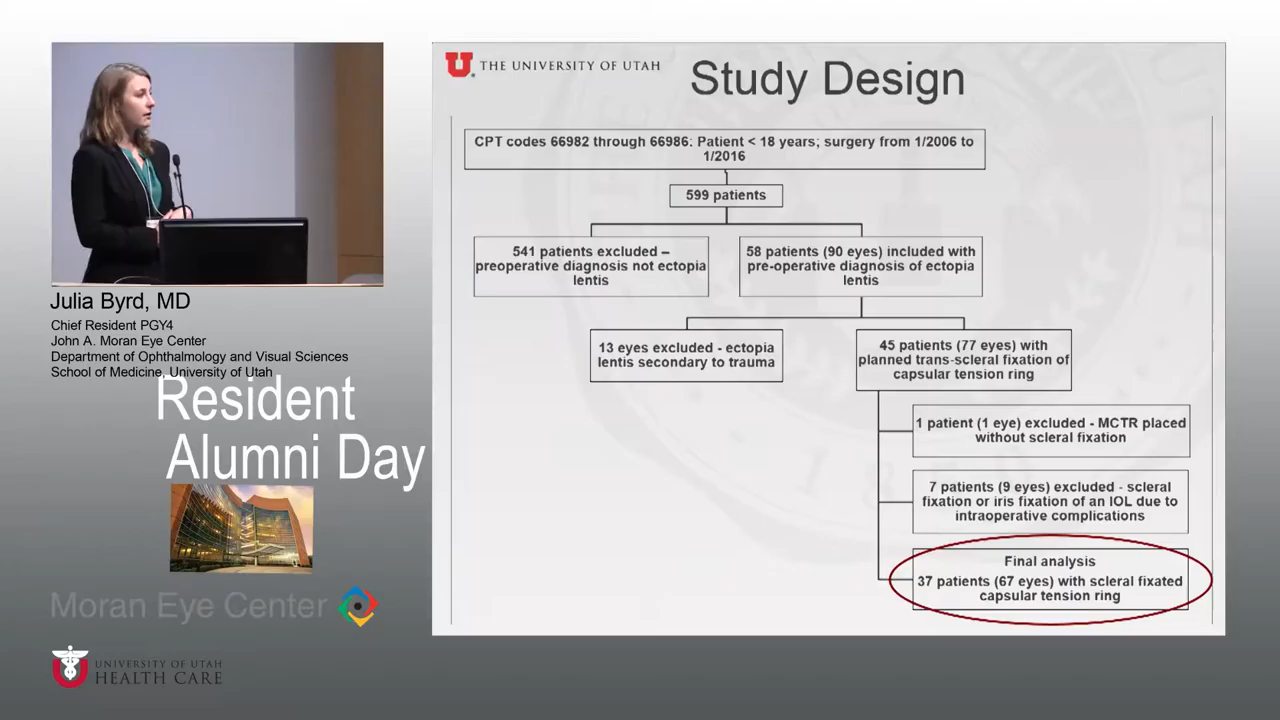 THE UNIVERSITY OF UTAH
Study Design
CPT codes 66982 through 66986: Patient < 18 years; surgery from 1/2006 to
1/2016
599 patients
541 patients excluded –
preoperative diagnosis not ectopia
lentis
58 patients (90 eyes) included with
pre-operative diagnosis of ectopia
lentis
13 eyes excluded - ectopia
lentis secondary to trauma
45 patients (77 eyes) with
planned trans-scleral fixation of
capsular tension ring
1 patient (1 eye) excluded - MCTR placed
without scleral fixation
7 patients (9 eyes) excluded - scleral
fixation or iris fixation of an IOL due to
intraoperative complications
Final analysis
37 patients (67 eyes) with scleral fixated
capsular tension ring
Julia Byrd, MD
Chief Resident PGY4
John A. Moran Eye Center
Department of Ophthalmology and Visual Sciences
School of Medicine, University of Utah
Resident
Alumni Day
Moran Eye Center
UNIVERSITY OF UTAH
HEALTH CARE